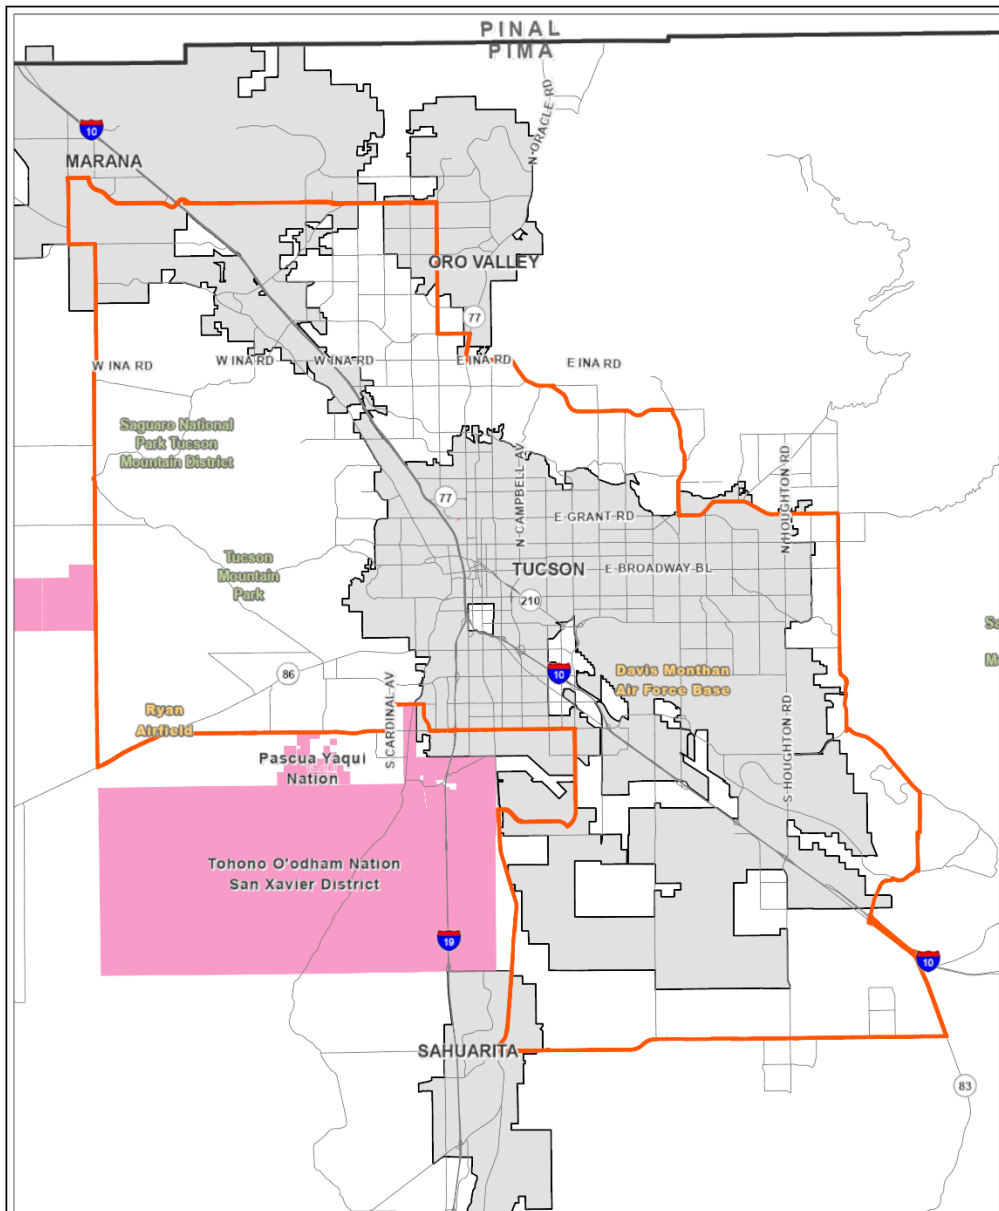 PINAL
PIMA
N ORACLE RD
10
MARANA
ORO VALLEY
77
W INA RD
W INA RD
W INA RD
E INA RD
E INA RD
Saguaro National
Park Tucson
Mountain District
N CAMPBELL AV
N HOUGHTON RD
77
E GRANT RD
Tucson
Mountain
Park
TUCSON
E BROADWAY BL
210
Sa
M
86
S CARDINAL AV
10
Davis Monthan
Air Force Base
S HOUGHTON RD
Ryan
Airfield
Pascua Yaqui
Nation
Tohono O'odham Nation
San Xavier District
19
10
SAHUARITA
83